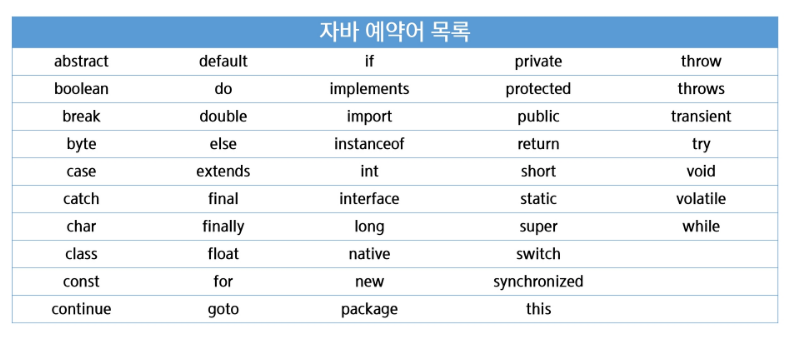 자바 예약어 목록
abstract default if private throw
boolean do implements protected throws
break double import public transient
byte else instanceof return try
case extends int short void
catch final interface static volatile
char finally long super while
class float native switch
const for new synchronized
continue goto package this